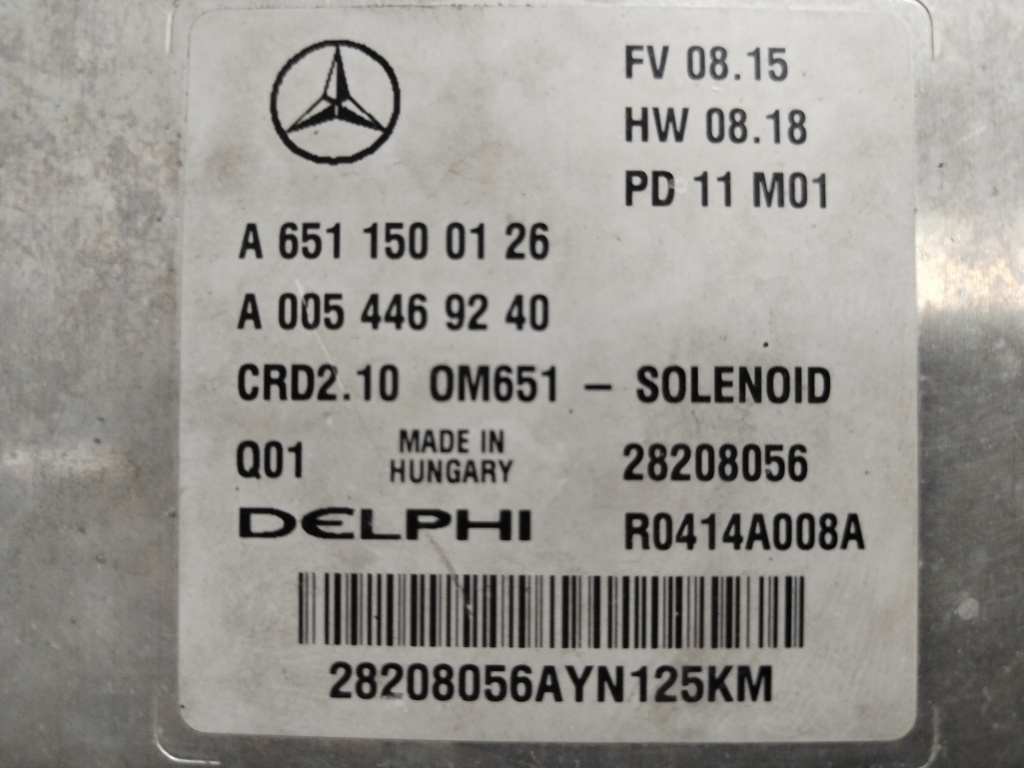 FV 08.15
HW 08.18
PD 11 M01
A 651 150 01 26
A 005 446 92 40
CRD2.10 OM651 – SOLENOID
Q01 MADE IN HUNGARY 28208056
DELPHI R0414A008A
28208056AYN125KM